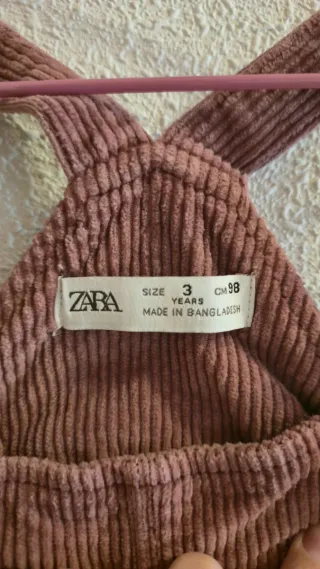 ZARA
SIZE 3 CM 98
YEARS
MADE IN BANGLADESH